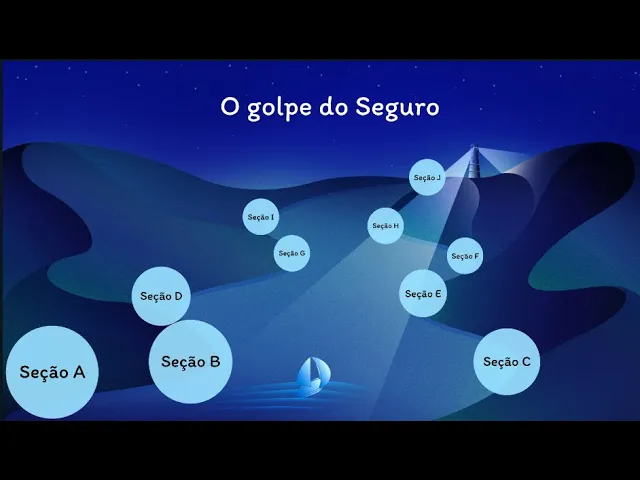 O golpe do Seguro
Seção J
Seção I
Seção H
Seção G
Seção F
Seção D
Seção E
Seção B
Seção C
Seção A